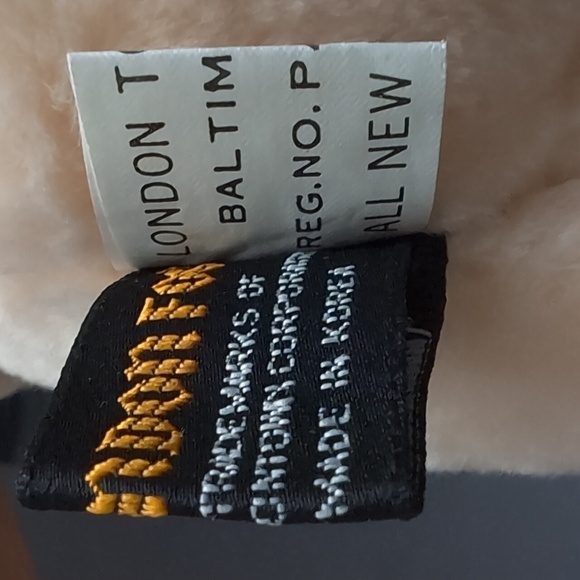 LONDON T
BALTIM
REG.NO. P
ALL NEW
TRADEMARKS OF
MADE IN KOREA